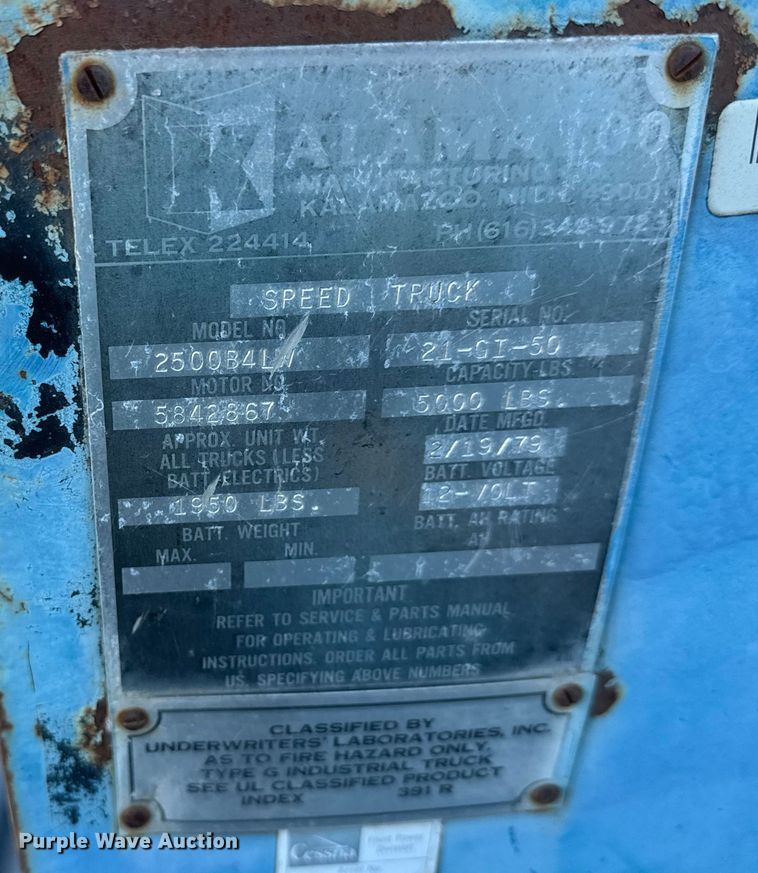 K
MANUFACTURING
KALAMAZOO, MICH.
TELEX 224414 PH (616)
SPEED TRUCK
MODEL NO. SERIAL NO.
2500B4LW 21-GI-50
MOTOR NO. CAPACITY-LBS.
5842867 5000 LBS.
APPROX. UNIT WT. DATE MFGD.
ALL TRUCKS (LESS 2/19/79
BATT. ELECTRICS) BATT. VOLTAGE
1950 LBS. 12-VOLT
BATT. WEIGHT BATT. AH RATING
MAX. MIN.
IMPORTANT
REFER TO SERVICE & PARTS MANUAL
FOR OPERATING & LUBRICATING
INSTRUCTIONS. ORDER ALL PARTS FROM
US, SPECIFYING ABOVE NUMBERS
CLASSIFIED BY
UNDERWRITERS' LABORATORIES, INC.
AS TO FIRE HAZARD ONLY,
TYPE G INDUSTRIAL TRUCK
SEE UL CLASSIFIED PRODUCT
INDEX 391 R
Cessna
Purple Wave Auction